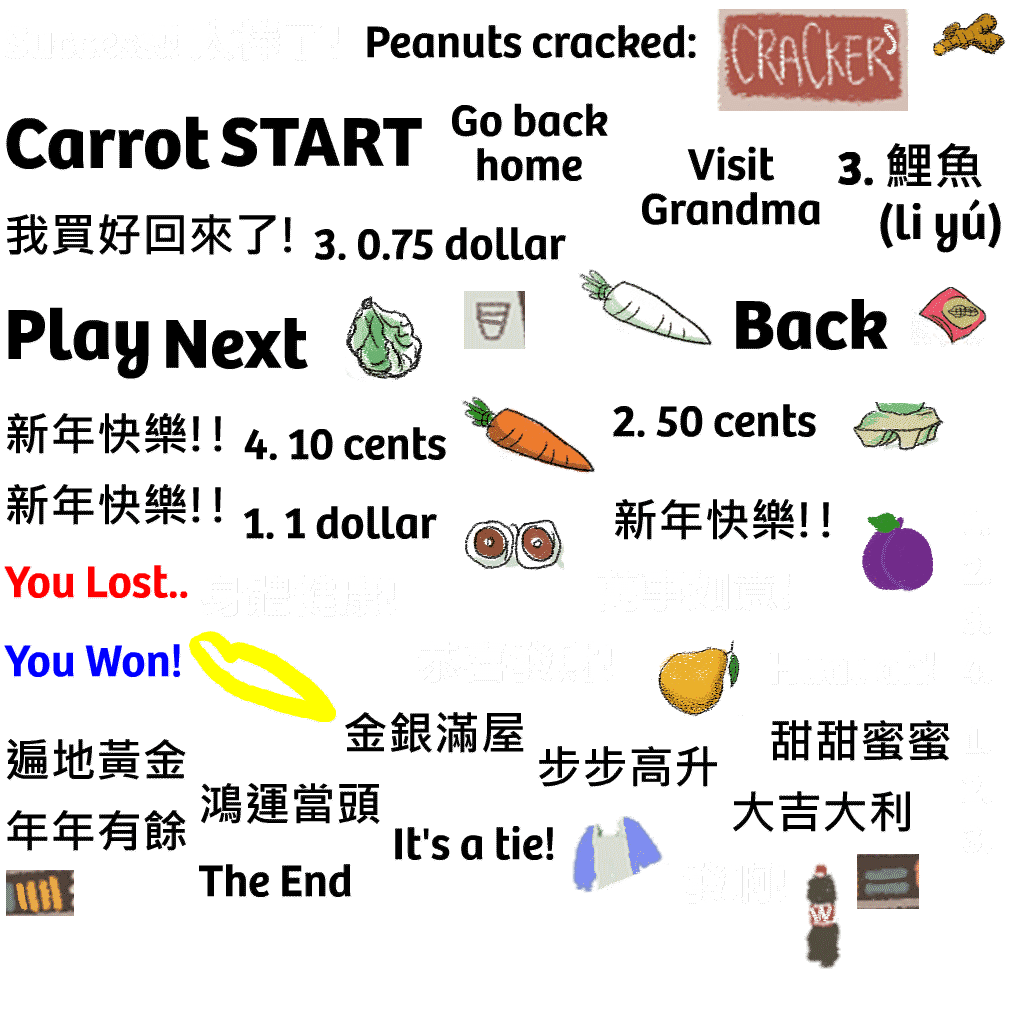 Peanuts cracked:
CRACKERS
Carrot
START
Go back
home
Visit
Grandma
3. 鯉魚
(li yú)
我買好回來了!
3. 0.75 dollar
Play
Next
Back
新年快樂!!
4. 10 cents
2. 50 cents
新年快樂!!
1. 1 dollar
新年快樂!!
You Lost..
You Won!
金銀滿屋
甜甜蜜蜜
遍地黃金
步步高升
鴻運當頭
大吉大利
年年有餘
It's a tie!
The End
W